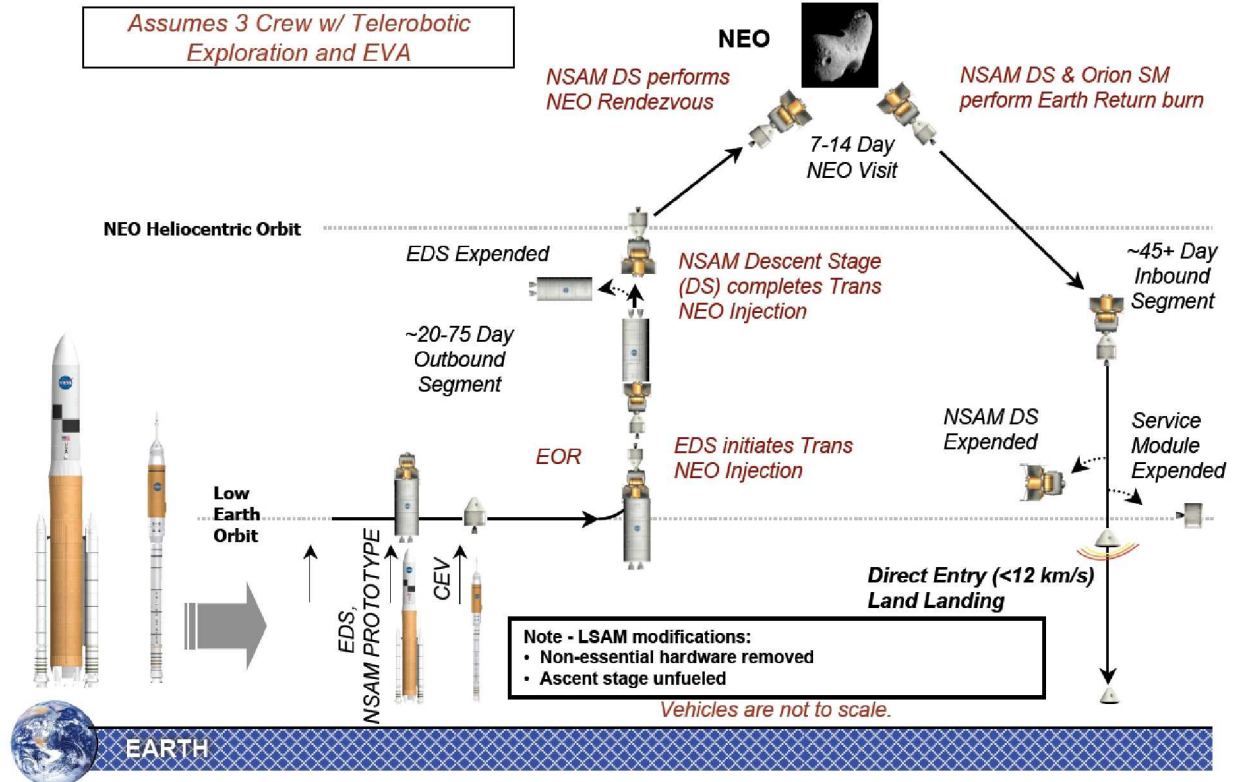 Assumes 3 Crew w/ Telerobotic
Exploration and EVA
NEO
NSAM DS performs
NEO Rendezvous
NSAM DS & Orion SM
perform Earth Return burn
7-14 Day
NEO Visit
NEO Heliocentric Orbit
EDS Expended
NSAM Descent Stage
(DS) completes Trans
NEO Injection
~45+ Day
Inbound
Segment
~20-75 Day
Outbound
Segment
EOR
EDS initiates Trans
NEO Injection
NSAM DS
Expended
Service
Module
Expended
Low
Earth
Orbit
EDS,
NSAM PROTOTYPE
CEV
Direct Entry (<12 km/s)
Land Landing
Note - LSAM modifications:
• Non-essential hardware removed
• Ascent stage unfueled
Vehicles are not to scale.
EARTH